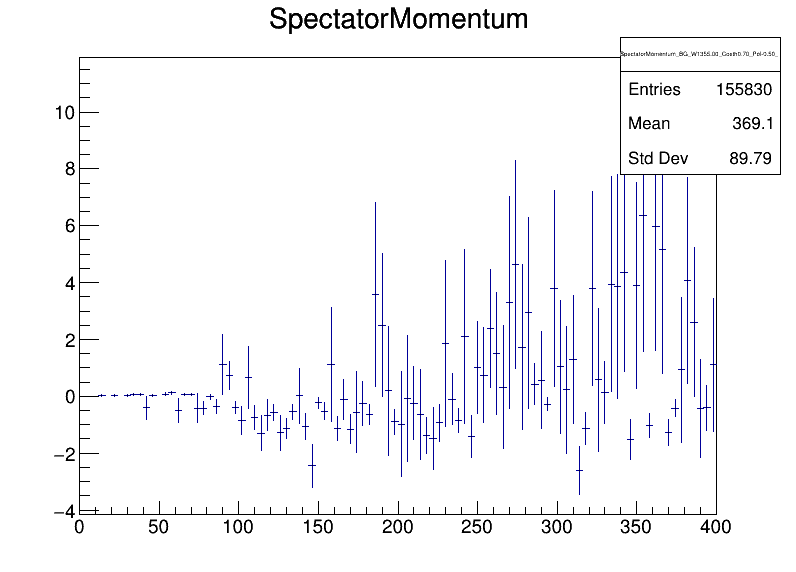 SpectatorMomentum
SpectatorMomentum_BG_W1355.00_Costh0.70_Pol-0.50_
Entries 155830
Mean 369.1
Std Dev 89.79
10
8
6
4
2
0
−2
−4
0 50 100 150 200 250 300 350 400